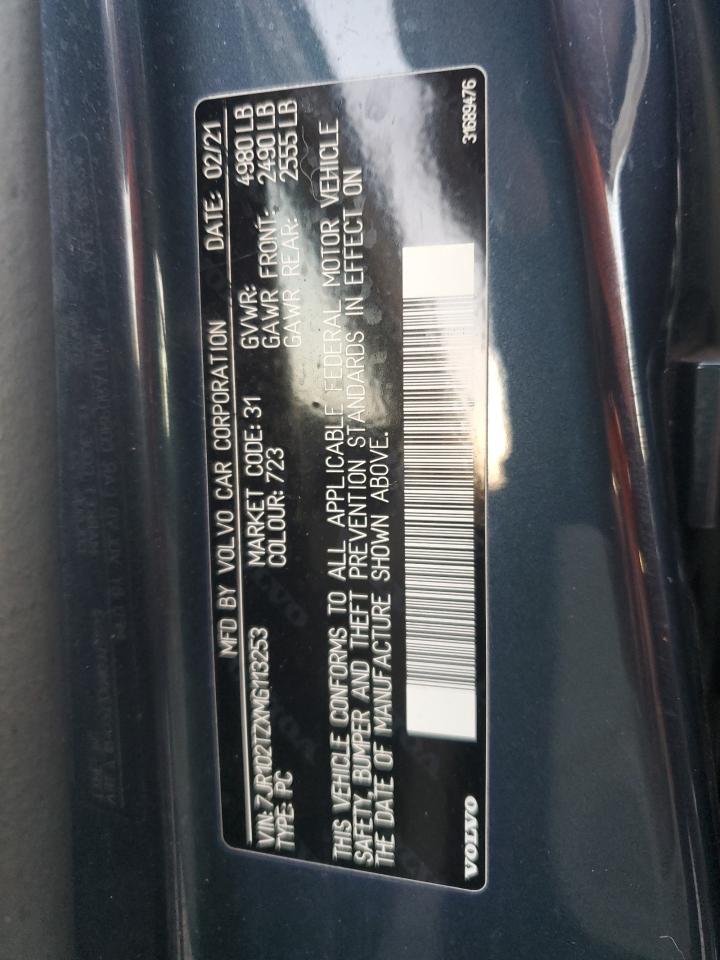 MFD BY VOLVO CAR CORPORATION DATE: 02/21
VIN: 7JR102TZXMG113253 MARKET CODE: 31 GVWR: 4980 LB
TYPE: PC COLOUR: 723 GAWR FRONT: 2490 LB
GAWR REAR: 2555 LB
THIS VEHICLE CONFORMS TO ALL APPLICABLE FEDERAL MOTOR VEHICLE
SAFETY, BUMPER AND THEFT PREVENTION STANDARDS IN EFFECT ON
THE DATE OF MANUFACTURE SHOWN ABOVE.
VOLVO 31689476